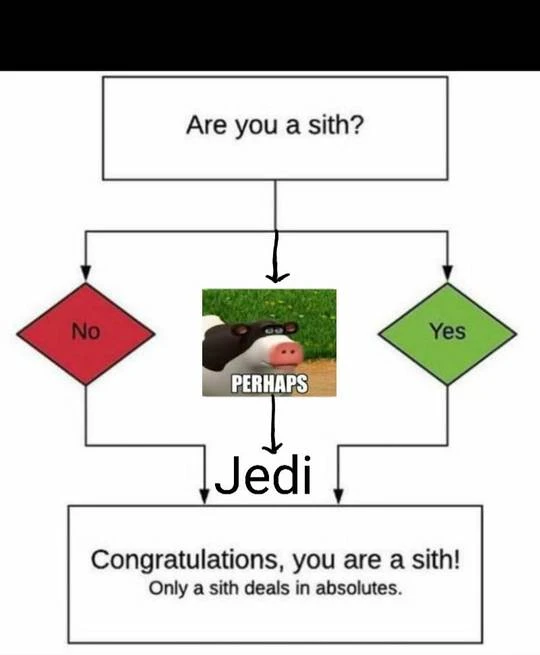 Are you a sith?
No
PERHAPS
Yes
Jedi
Congratulations, you are a sith!
Only a sith deals in absolutes.